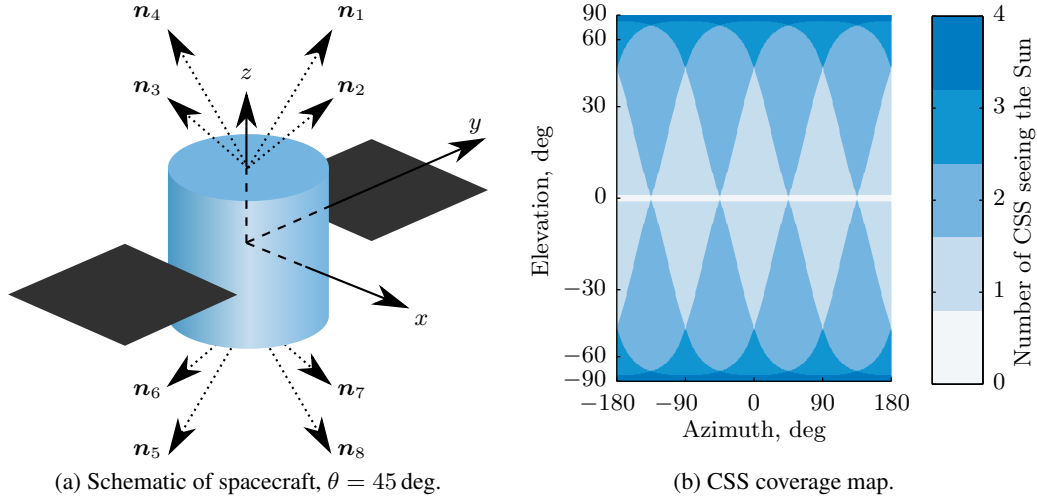 n₄ n₁
n₃ z n₂
y
x
n₆ n₇
n₅ n₈
(a) Schematic of spacecraft, θ = 45 deg.
90
60
30
0
−30
−60
−90
Elevation, deg
−180 −90 0 90 180
Azimuth, deg
4
3
2
1
0
Number of CSS seeing the Sun
(b) CSS coverage map.